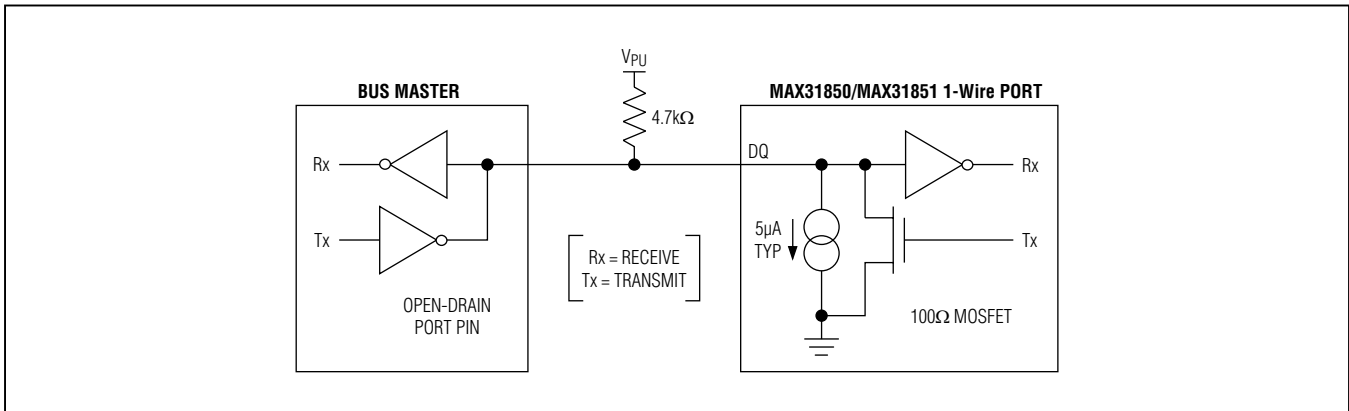 VPU
BUS MASTER
MAX31850/MAX31851 1-Wire PORT
4.7kΩ
DQ
Rx
Rx
Tx
5µA
TYP
Tx
Rx = RECEIVE
Tx = TRANSMIT
OPEN-DRAIN
PORT PIN
100Ω MOSFET